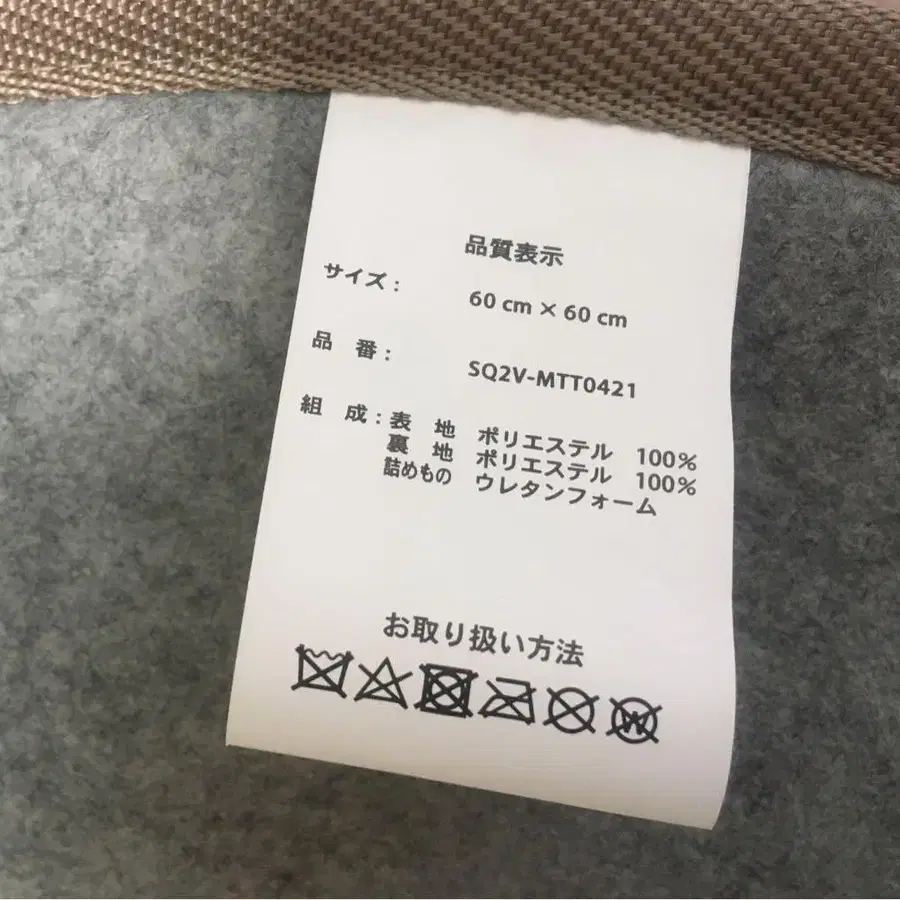 品質表示
サイズ： 60 cm × 60 cm
品 番： SQ2V-MTT0421
組 成：表 地 ポリエステル 100%
裏 地 ポリエステル 100%
詰めもの ウレタンフォーム
お取り扱い方法
W